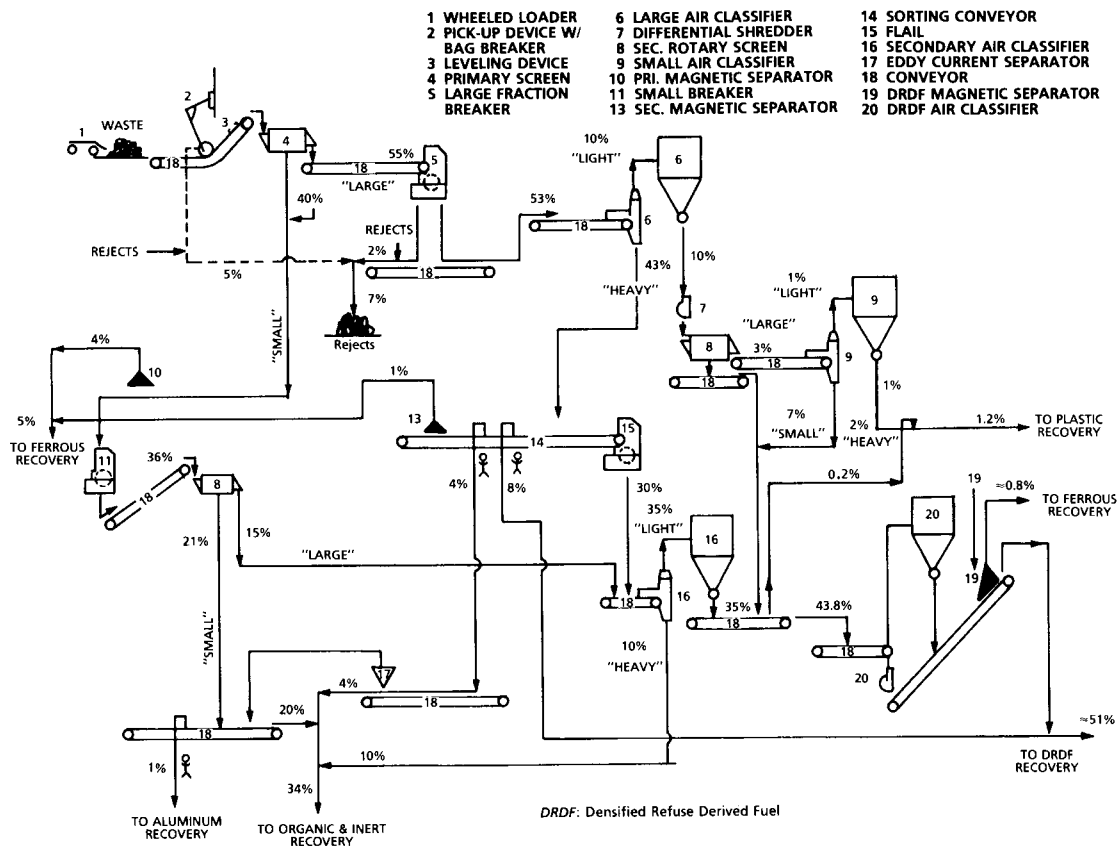 1 WHEELED LOADER
2 PICK-UP DEVICE W/
BAG BREAKER
3 LEVELING DEVICE
4 PRIMARY SCREEN
5 LARGE FRACTION
BREAKER
6 LARGE AIR CLASSIFIER
7 DIFFERENTIAL SHREDDER
8 SEC. ROTARY SCREEN
9 SMALL AIR CLASSIFIER
10 PRI. MAGNETIC SEPARATOR
11 SMALL BREAKER
13 SEC. MAGNETIC SEPARATOR
14 SORTING CONVEYOR
15 FLAIL
16 SECONDARY AIR CLASSIFIER
17 EDDY CURRENT SEPARATOR
18 CONVEYOR
19 DRDF MAGNETIC SEPARATOR
20 DRDF AIR CLASSIFIER
2
3
1
WASTE
18
4
55%
5
18
"LARGE"
40%
REJECTS
5%
REJECTS
2%
18
7%
Rejects
53%
10%
"LIGHT"
6
18
6
43%
"HEAVY"
10%
7
1%
"LIGHT"
9
"LARGE"
8
3%
18
9
18
1%
7%
"SMALL"
2%
"HEAVY"
1.2%
TO PLASTIC
RECOVERY
0.2%
"SMALL"
4%
10
1%
13
5%
TO FERROUS
RECOVERY
11
36%
18
8
14
15
4%
8%
30%
35%
"LIGHT"
16
19
≈0.8%
TO FERROUS
RECOVERY
20
19
21%
15%
"LARGE"
18
16
35%
18
43.8%
18
20
10%
"HEAVY"
"SMALL"
17
4%
18
20%
18
1%
10%
34%
≈51%
TO DRDF
RECOVERY
TO ALUMINUM
RECOVERY
TO ORGANIC & INERT
RECOVERY
DRDF: Densified Refuse Derived Fuel